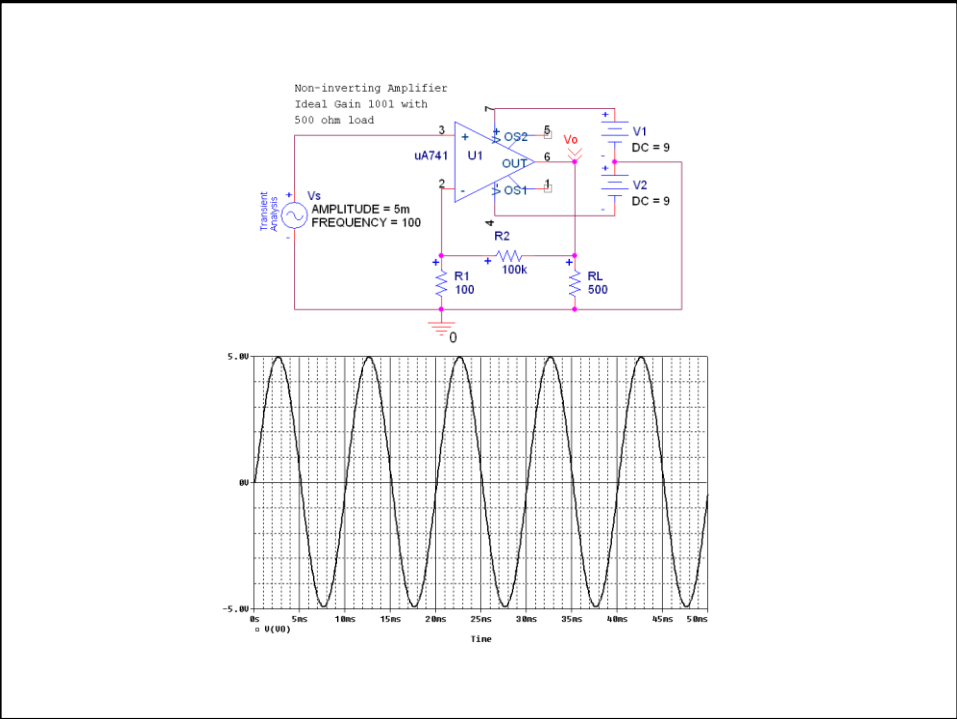 Non-inverting Amplifier
Ideal Gain 1001 with
500 ohm load
7
3
+
OS2
5
uA741
U1
OUT
6
Vo
2
-
OS1
1
4
+
V1
DC = 9
-
+
V2
DC = 9
-
Transient
Analysis
+
Vs
AMPLITUDE = 5m
FREQUENCY = 100
-
R2
+
100k
+
R1
100
+
RL
500
0
5.0V
0V
-5.0V
0s 5ms 10ms 15ms 20ms 25ms 30ms 35ms 40ms 45ms 50ms
V(V0)
Time